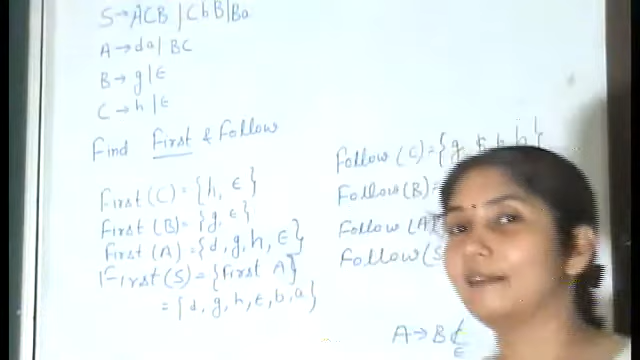 S→ACB|CbB|Ba
A→da|BC
B→g|ϵ
C→h|ϵ
Find First & Follow
First(C)={h,ϵ}
First(B)={g,ϵ}
First(A)={d,g,h,ϵ}
First(S)={First A}
={d,g,h,ϵ,b,a}
Follow(C)={g,
Follow(B)=
Follow(A)
Follow(S
A→BC
ϵ